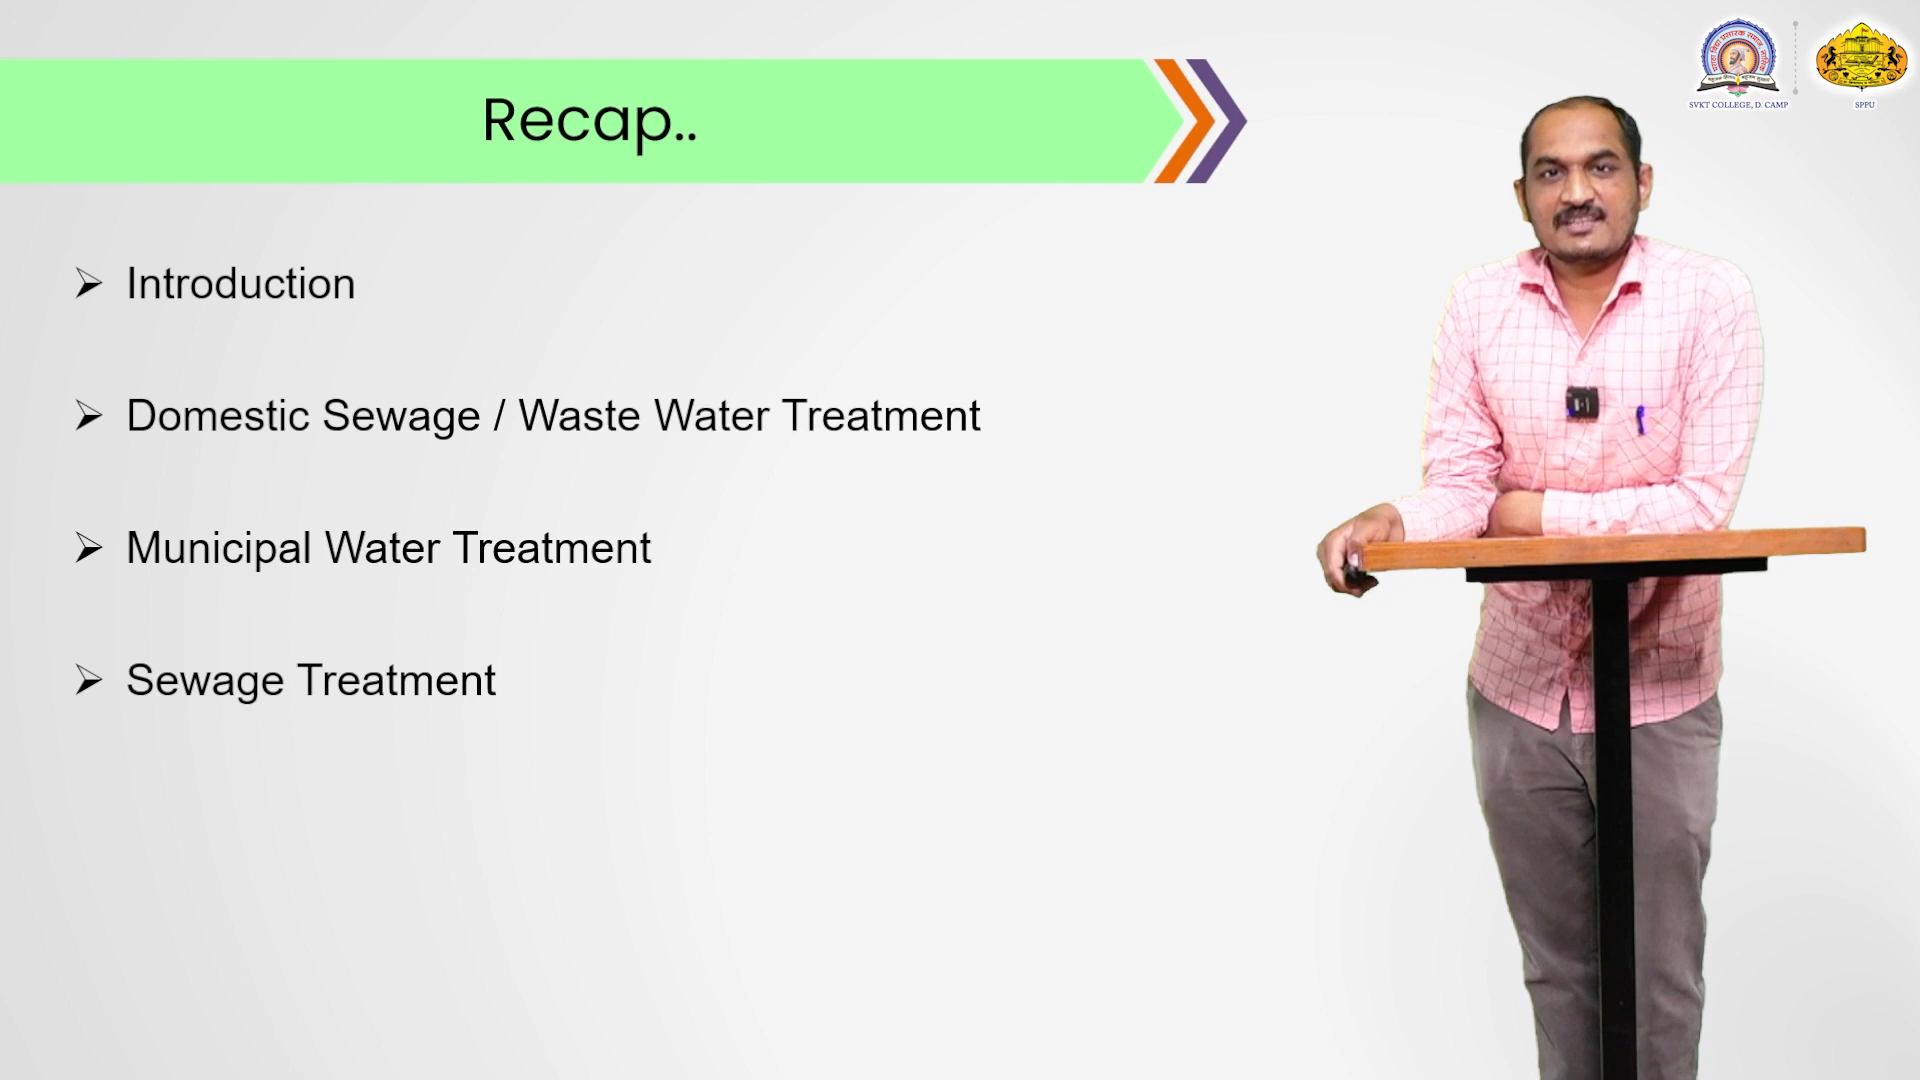 Recap..
Introduction
Domestic Sewage / Waste Water Treatment
Municipal Water Treatment
Sewage Treatment
SVKT COLLEGE, D. CAMP
SPPU